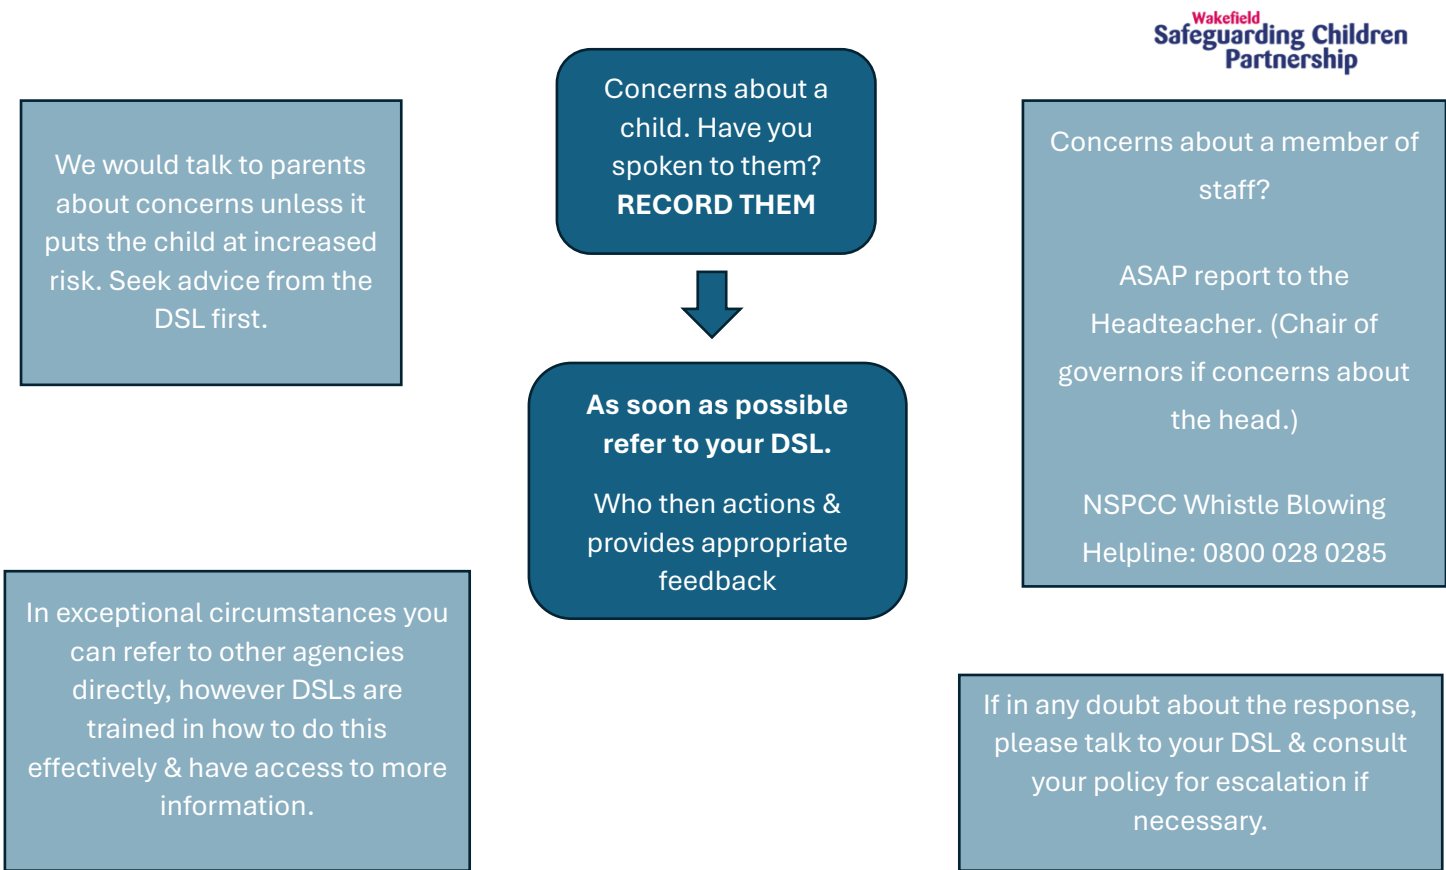 Wakefield
Safeguarding Children
Partnership
Concerns about a
child. Have you
spoken to them?
RECORD THEM
We would talk to parents
about concerns unless it
puts the child at increased
risk. Seek advice from the
DSL first.
Concerns about a member of
staff?
ASAP report to the
Headteacher. (Chair of
governors if concerns about
the head.)
NSPCC Whistle Blowing
Helpline: 0800 028 0285
As soon as possible
refer to your DSL.
Who then actions &
provides appropriate
feedback
In exceptional circumstances you
can refer to other agencies
directly, however DSLs are
trained in how to do this
effectively & have access to more
information.
If in any doubt about the response,
please talk to your DSL & consult
your policy for escalation if
necessary.